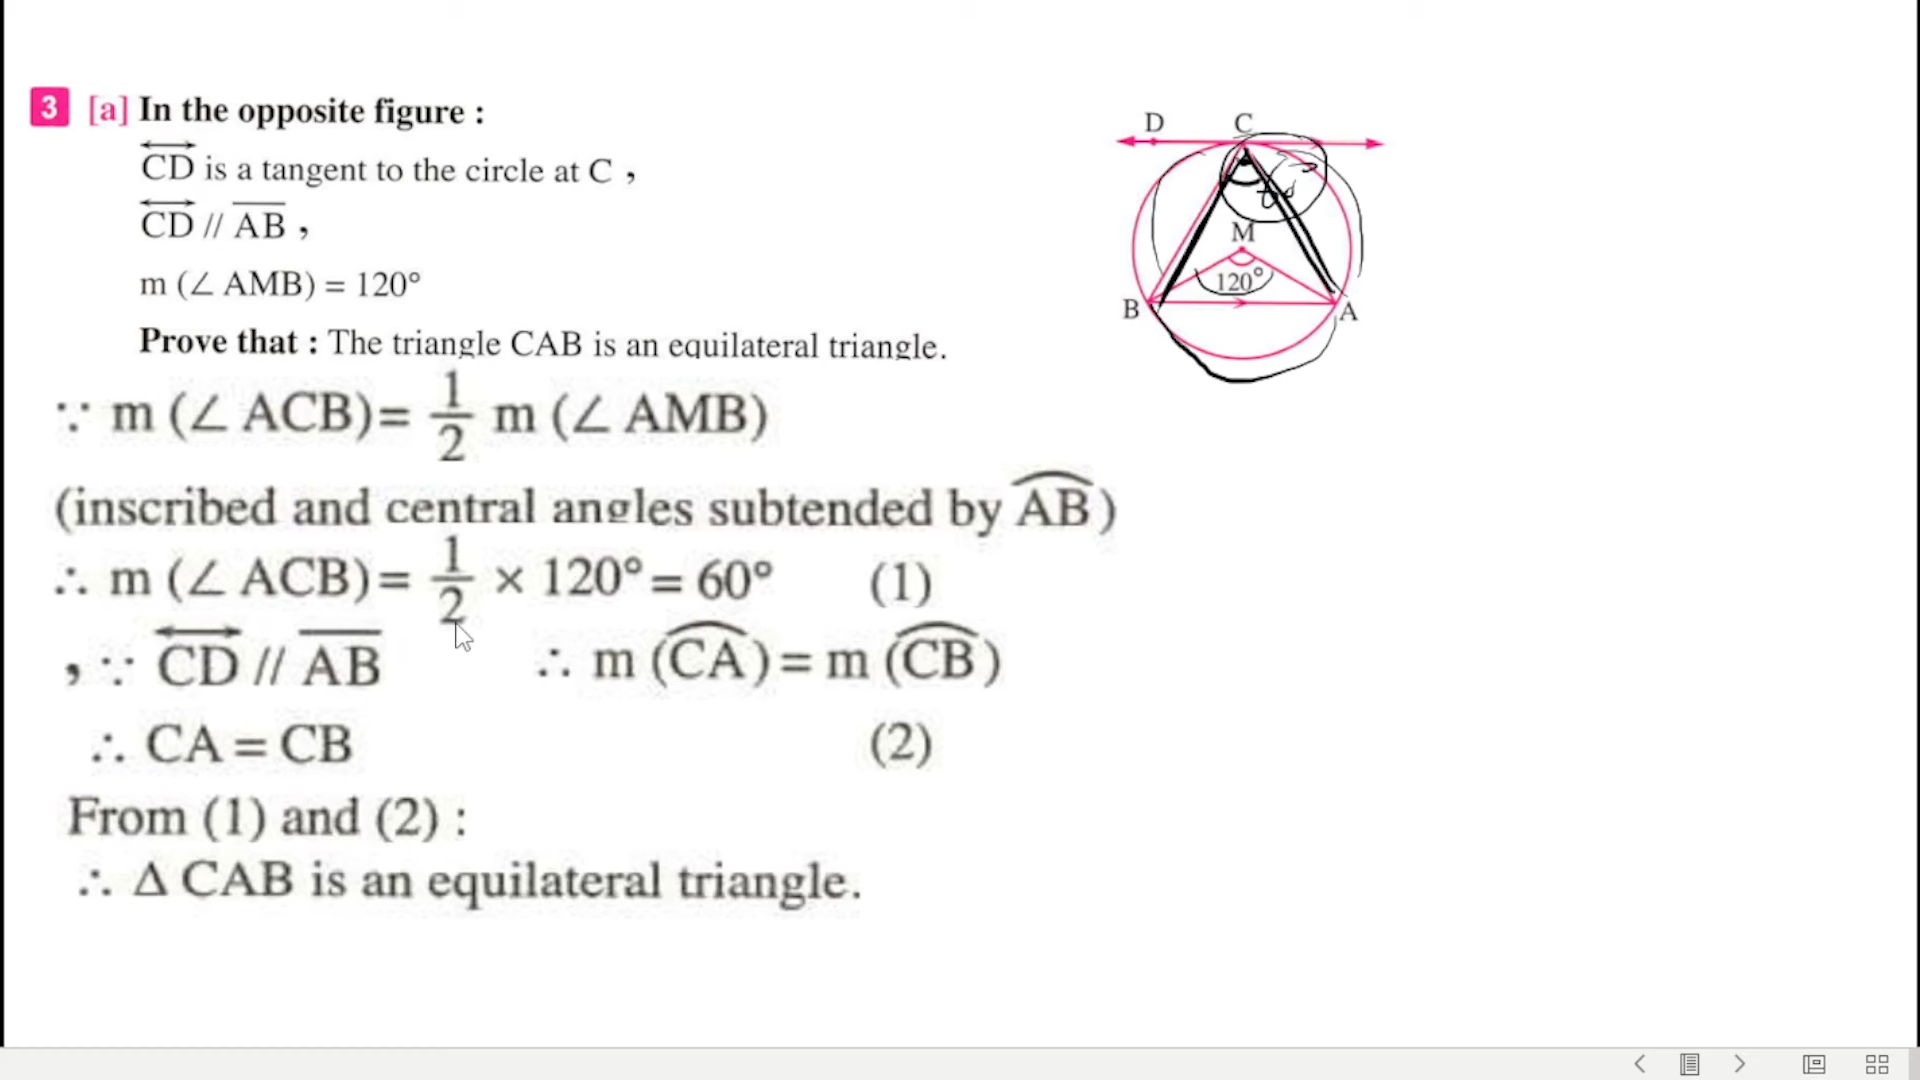 3 [a] In the opposite figure :
D C
CD is a tangent to the circle at C ,
CD // AB ,
M
m (∠ AMB) = 120°
120°
B A
Prove that : The triangle CAB is an equilateral triangle.
∵ m (∠ ACB) = 1/2 m (∠ AMB)
(inscribed and central angles subtended by AB)
∴ m (∠ ACB) = 1/2 × 120° = 60° (1)
, ∵ CD // AB ∴ m (CA) = m (CB)
∴ CA = CB (2)
From (1) and (2) :
∴ Δ CAB is an equilateral triangle.